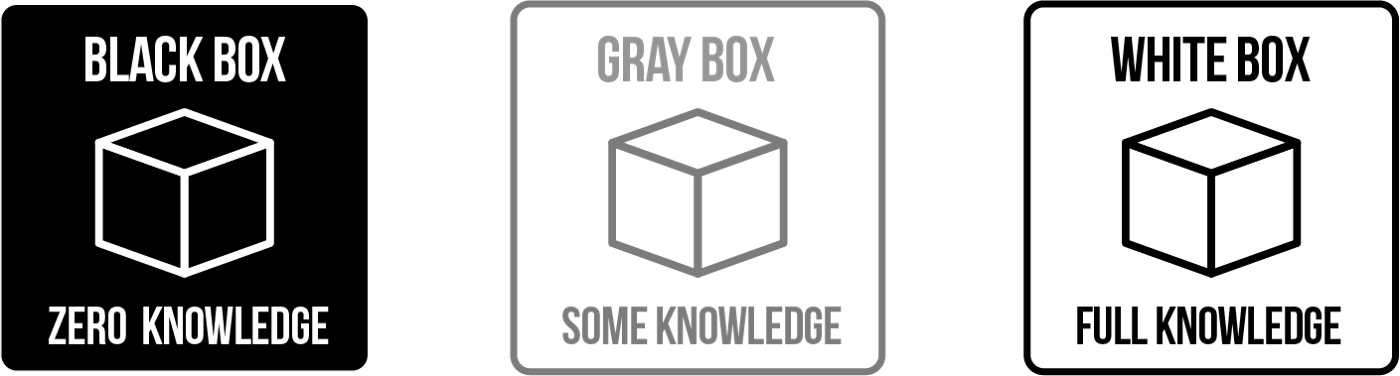 BLACK BOX
ZERO KNOWLEDGE
GRAY BOX
SOME KNOWLEDGE
WHITE BOX
FULL KNOWLEDGE